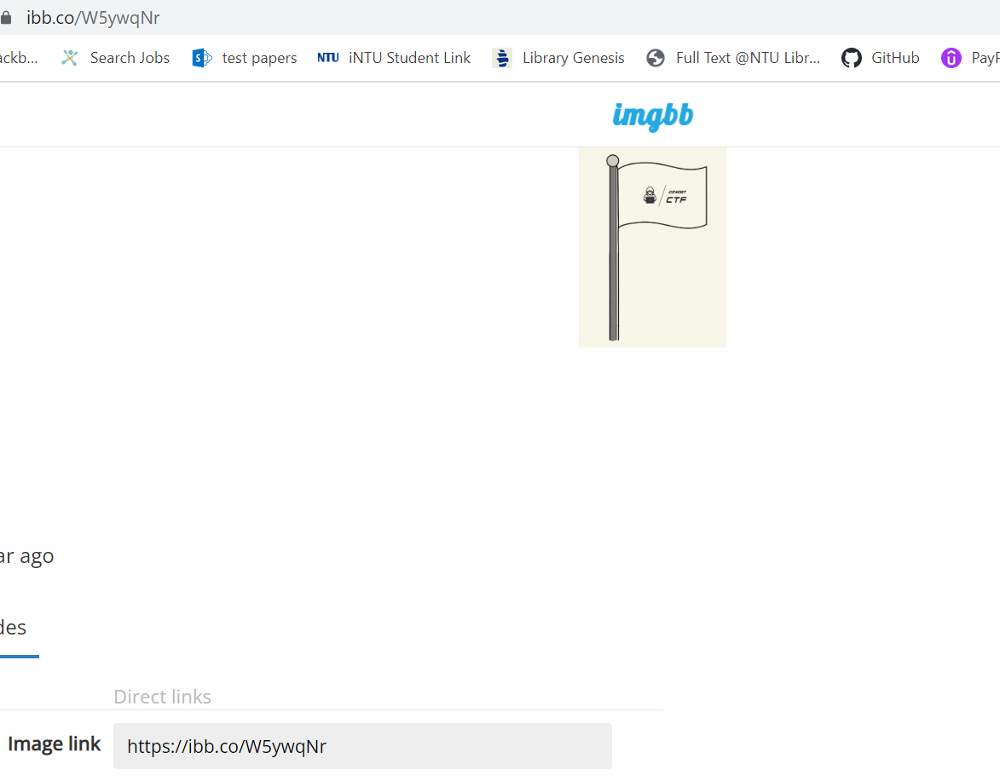 ibb.co/W5ywqNr
ackb... Search Jobs test papers NTU iNTU Student Link Library Genesis Full Text @NTU Libr... GitHub PayP
imgbb
CZ4067
CTF
ar ago
des
Direct links
Image link https://ibb.co/W5ywqNr